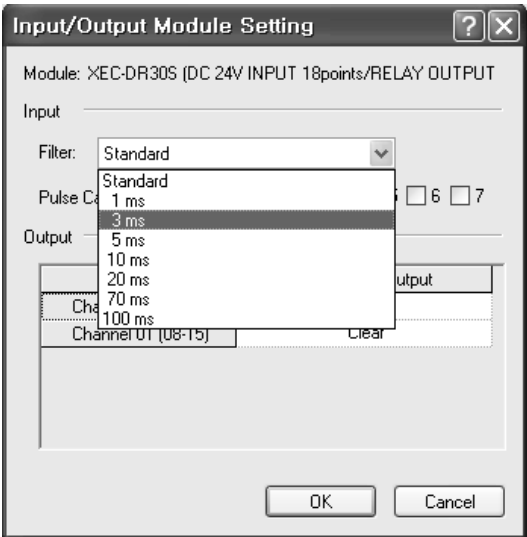 Input/Output Module Setting
Module: XEC-DR30S (DC 24V INPUT 18points/RELAY OUTPUT
Input
Filter: Standard
Standard
1 ms
3 ms
5 ms
10 ms
20 ms
70 ms
100 ms
Pulse 6 7
Output
Channel 01 (08-15) Clear
OK Cancel